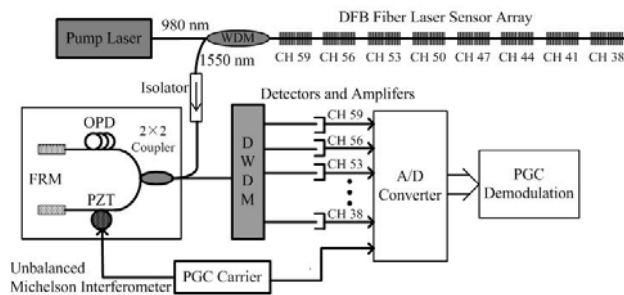 DFB Fiber Laser Sensor Array
Pump Laser
980 nm
WDM
1550 nm
CH 59 CH 56 CH 53 CH 50 CH 47 CH 44 CH 41 CH 38
Isolator
Detectors and Amplifers
OPD
2×2
Coupler
FRM
PZT
D
W
D
M
CH 59
CH 56
CH 53
CH 38
A/D
Converter
PGC
Demodulation
Unbalanced
Michelson Interferometer
PGC Carrier